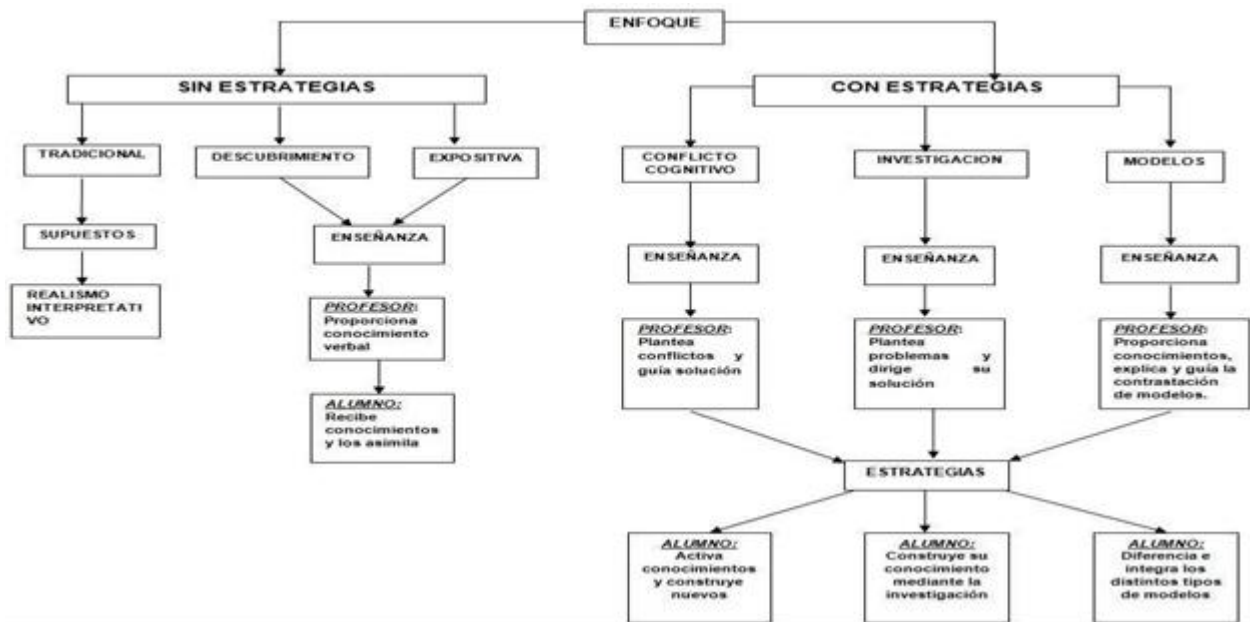 ENFOQUE
SIN ESTRATEGIAS
CON ESTRATEGIAS
TRADICIONAL
DESCUBRIMIENTO
EXPOSITIVA
CONFLICTO
COGNITIVO
INVESTIGACION
MODELOS
SUPUESTOS
ENSEÑANZA
ENSEÑANZA
ENSEÑANZA
ENSEÑANZA
REALISMO
INTERPRETATI
VO
PROFESOR:
Proporciona
conocimiento
verbal
PROFESOR:
Plantea
conflictos y
guía solución
PROFESOR:
Plantea
problemas y
dirige su
solución
PROFESOR:
Proporciona
conocimientos,
explica y guía la
contrastación
de modelos.
ALUMNO:
Recibe
conocimientos
y los asimila
ESTRATEGIAS
ALUMNO:
Activa
conocimientos
y construye
nuevos
ALUMNO:
Construye su
conocimiento
mediante la
investigación
ALUMNO:
Diferencia e
integra los
distintos tipos
de modelos